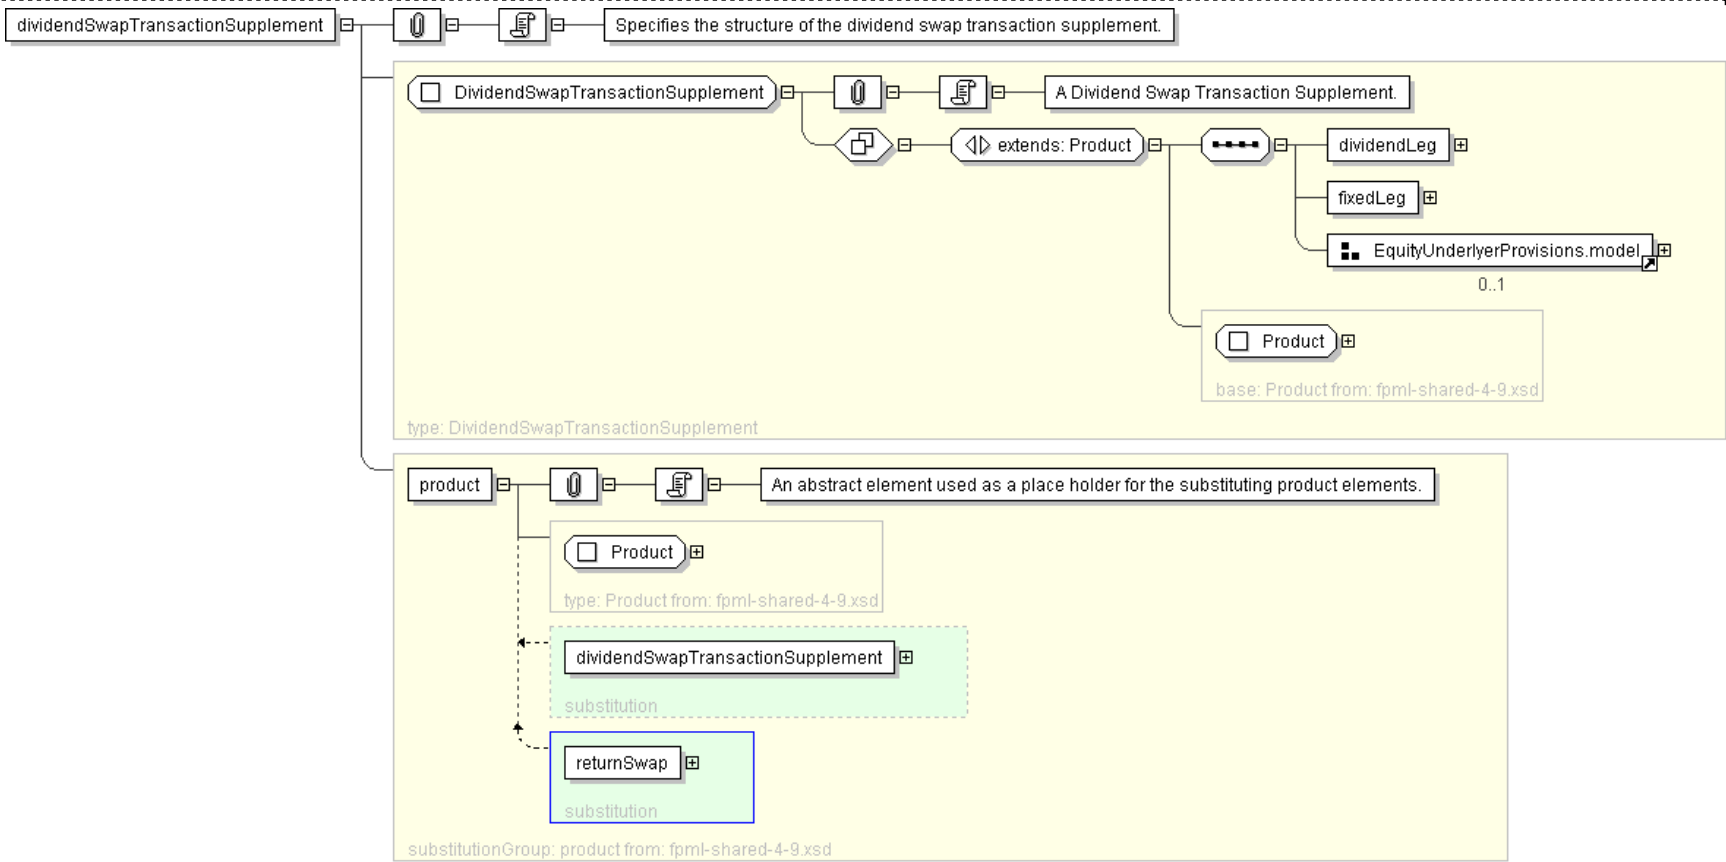 dividendSwapTransactionSupplement
Specifies the structure of the dividend swap transaction supplement.
DividendSwapTransactionSupplement
A Dividend Swap Transaction Supplement.
extends: Product
dividendLeg
fixedLeg
EquityUnderlyerProvisions.model
0..1
Product
base: Product from: fpml-shared-4-9.xsd
type: DividendSwapTransactionSupplement
product
An abstract element used as a place holder for the substituting product elements.
Product
type: Product from: fpml-shared-4-9.xsd
dividendSwapTransactionSupplement
substitution
returnSwap
substitution
substitutionGroup: product from: fpml-shared-4-9.xsd